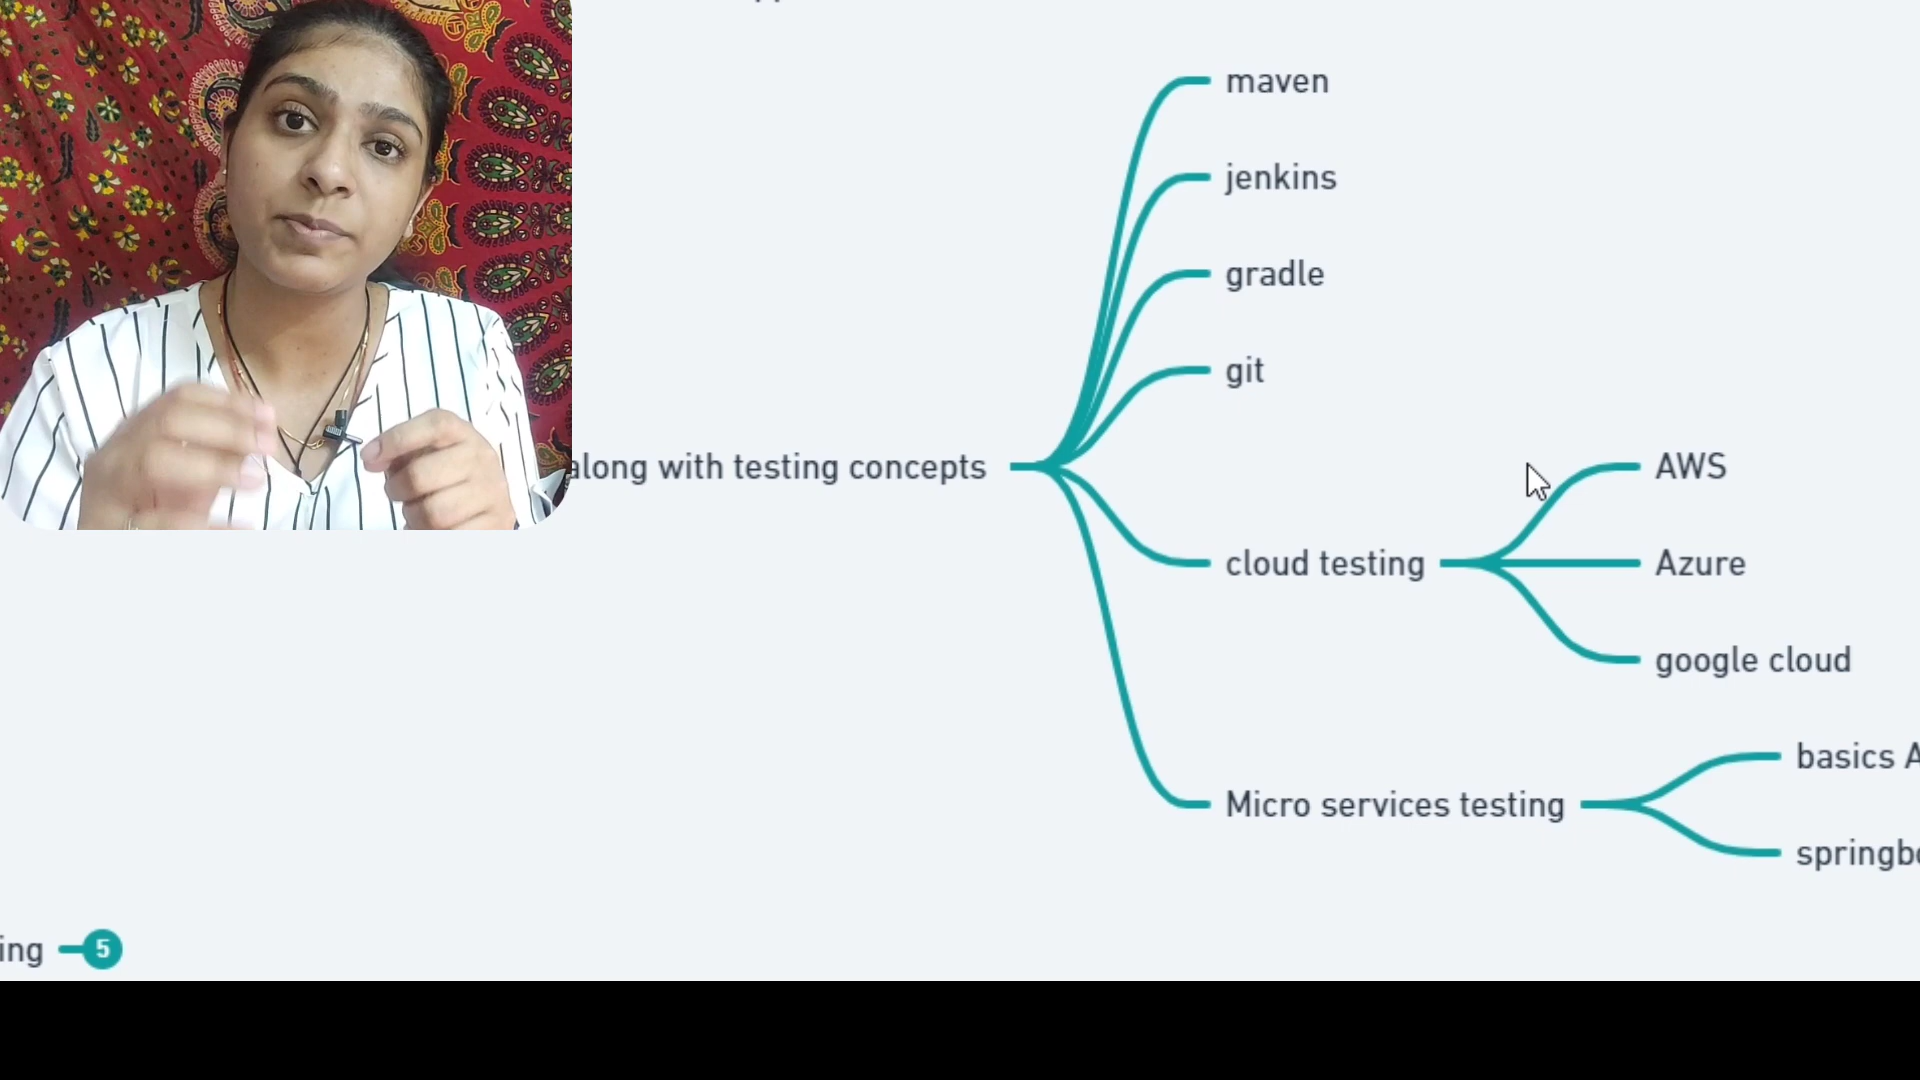 maven
jenkins
gradle
git
along with testing concepts
AWS
cloud testing
Azure
google cloud
basics
Micro services testing
5